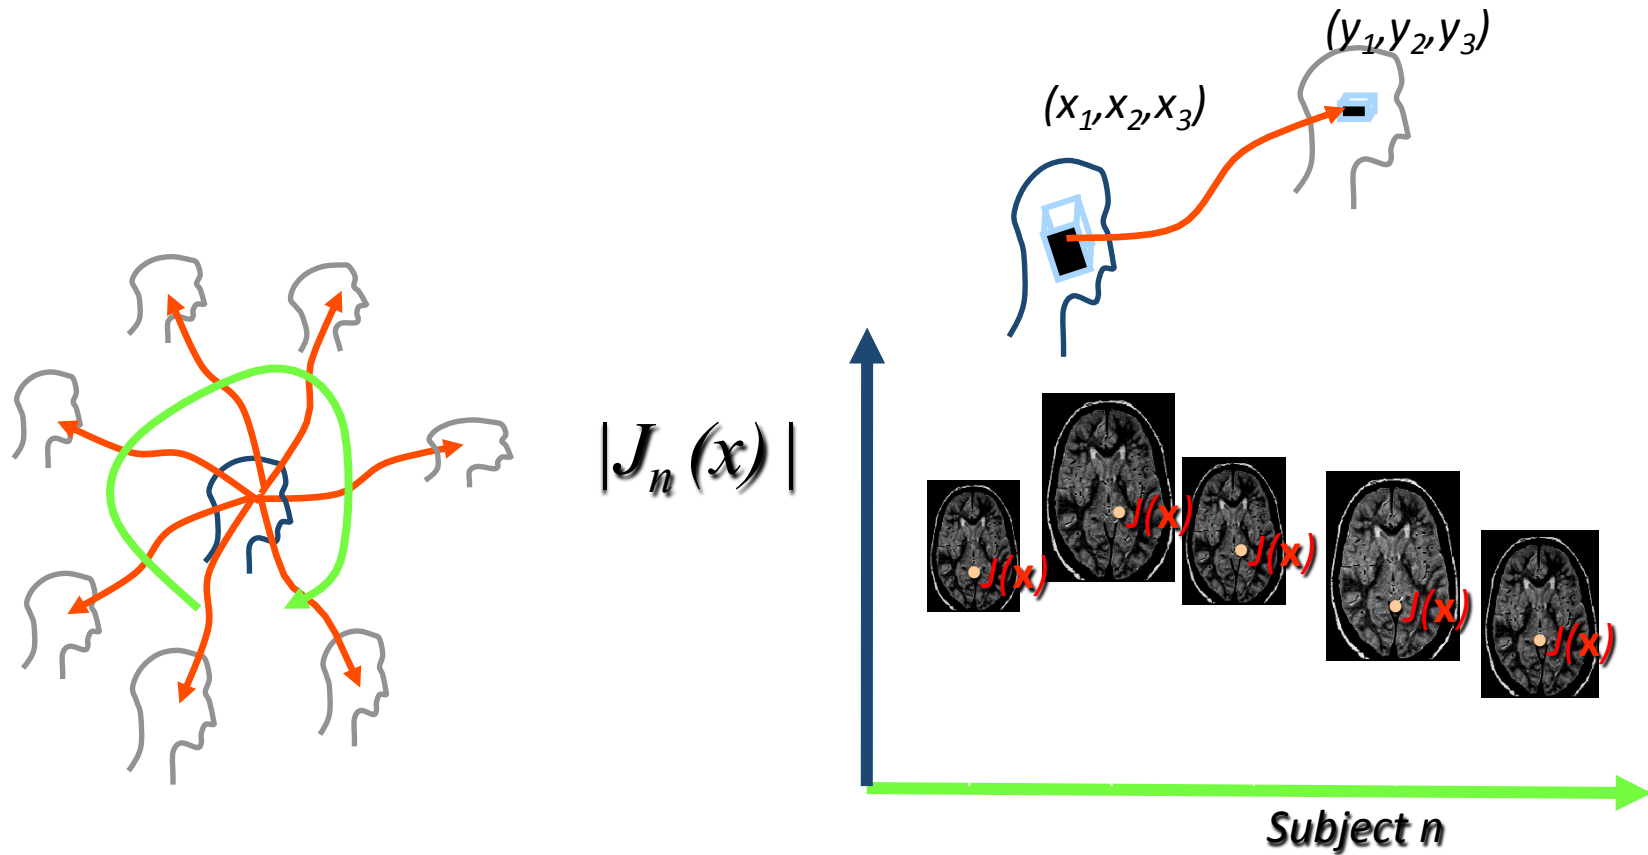 (y₁,y₂,y₃)
(x₁,x₂,x₃)
|Jₙ(x)|
J(x)
J(x)
J(x)
J(x)
J(x)
Subject n